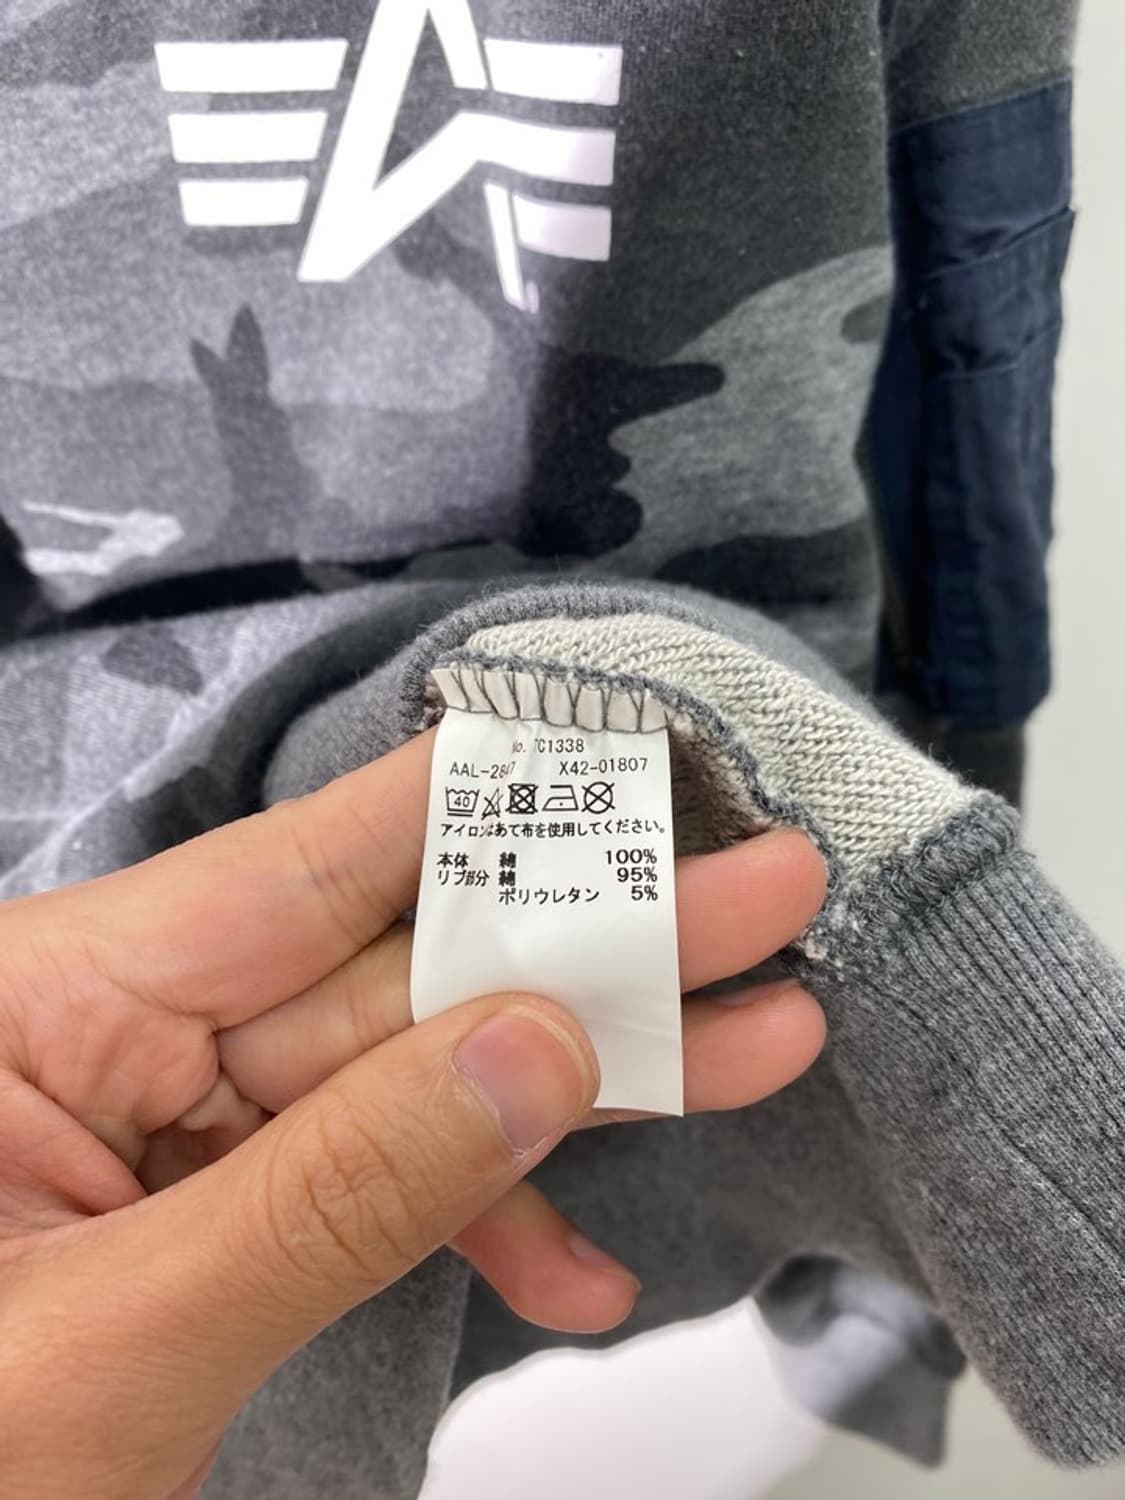 No. TC1338
AAL-2847 X42-01807
40
アイロンはあて布を使用してください。
本体 綿 100%
リブ部分 綿 95%
ポリウレタン 5%